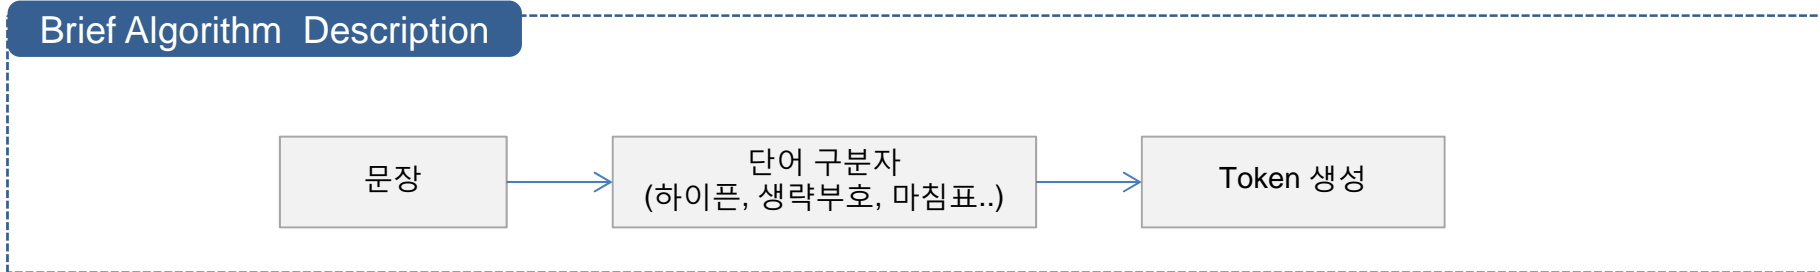 Brief Algorithm  Description
문장
단어 구분자
(하이픈, 생략부호, 마침표..)
Token 생성